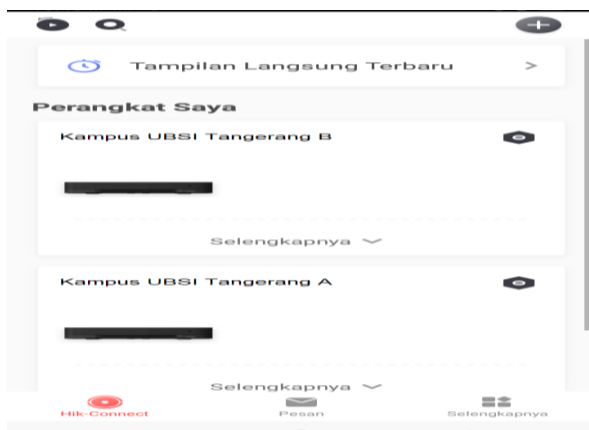 Tampilan Langsung Terbaru
Perangkat Saya
Kampus UBSI Tangerang B
Selengkapnya
Kampus UBSI Tangerang A
Selengkapnya
Hik-Connect Pesan Selengkapnya